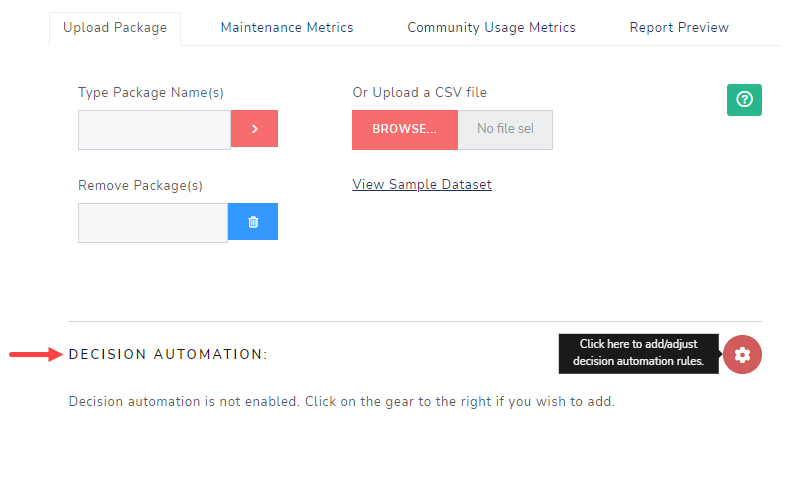 Upload Package
Maintenance Metrics
Community Usage Metrics
Report Preview
Type Package Name(s)
Or Upload a CSV file
BROWSE...
No file sel
Remove Package(s)
View Sample Dataset
DECISION AUTOMATION:
Click here to add/adjust
decision automation rules.
Decision automation is not enabled. Click on the gear to the right if you wish to add.